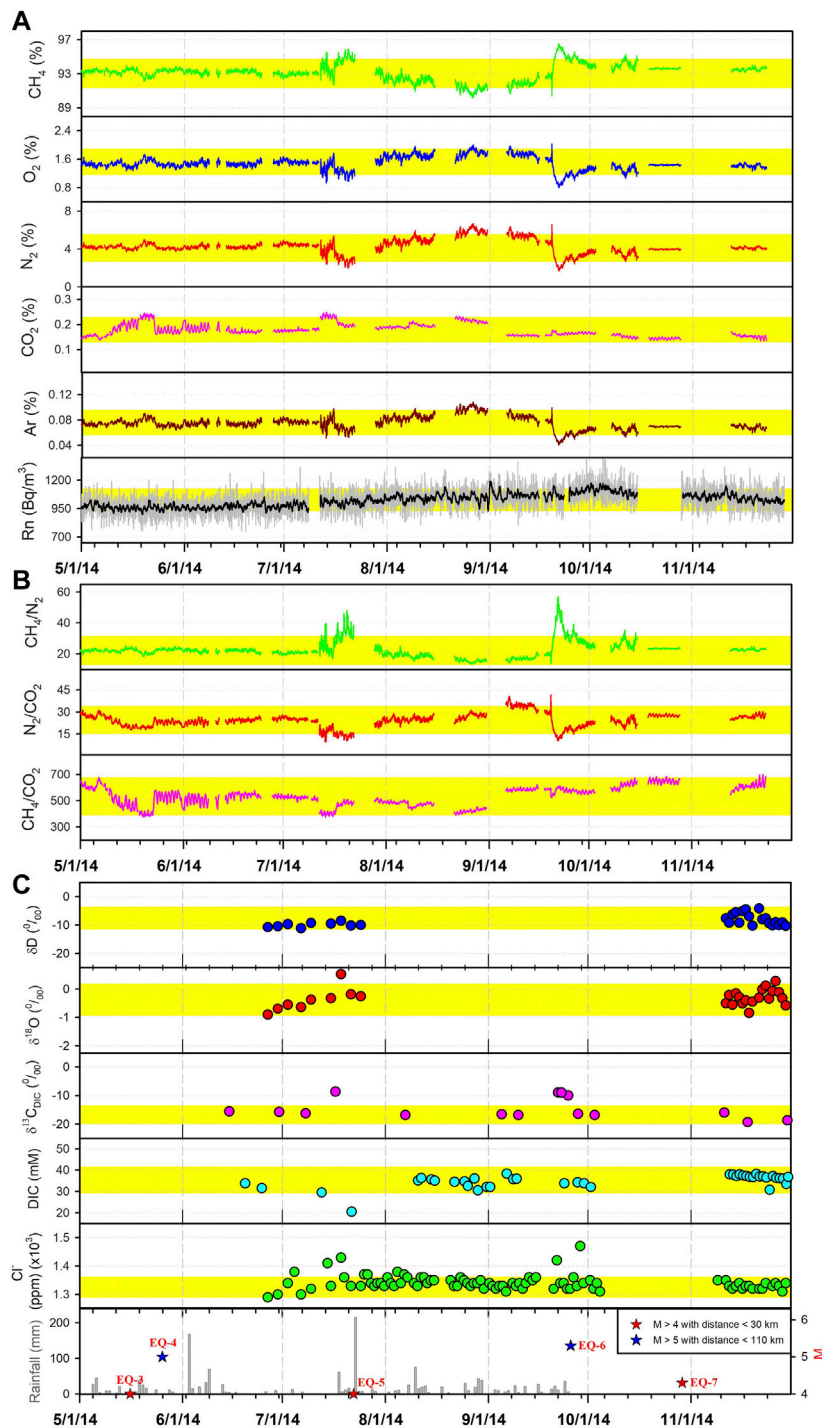 A
CH₄ (%)
97
93
89
O₂ (%)
2.4
1.6
0.8
N₂ (%)
8
4
0
CO₂ (%)
0.3
0.2
0.1
Ar (%)
0.12
0.08
0.04
Rn (Bq/m³)
1200
950
700
5/1/14 6/1/14 7/1/14 8/1/14 9/1/14 10/1/14 11/1/14
B
CH₄/N₂
60
40
20
N₂/CO₂
45
30
15
CH₄/CO₂
700
500
300
5/1/14 6/1/14 7/1/14 8/1/14 9/1/14 10/1/14 11/1/14
C
δD (⁰/₀₀)
0
-10
-20
δ¹⁸O (⁰/₀₀)
0
-1
-2
δ¹³C_DIC (⁰/₀₀)
0
-10
-20
DIC (mM)
40
30
20
Cl⁻
(ppm) (x10³)
1.5
1.4
1.3
Rainfall (mm)
200
100
0
M
6
5
4
EQ-3
EQ-4
EQ-5
EQ-6
EQ-7
M > 4 with distance < 30 km
M > 5 with distance < 110 km
5/1/14 6/1/14 7/1/14 8/1/14 9/1/14 10/1/14 11/1/14